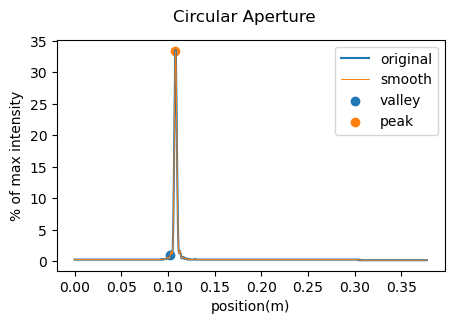 Circular Aperture
% of max intensity
35
30
25
20
15
10
5
0
original
smooth
valley
peak
0.00 0.05 0.10 0.15 0.20 0.25 0.30 0.35
position(m)